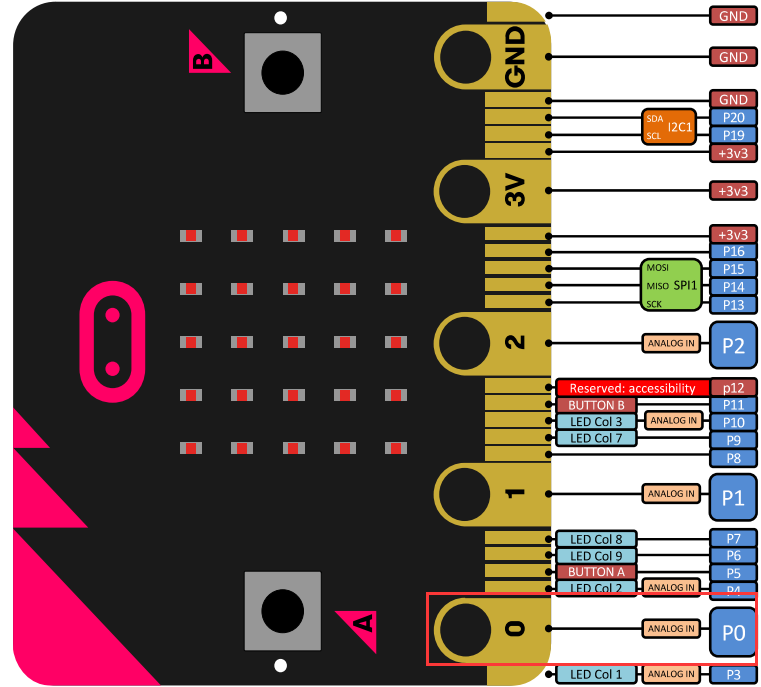 GND
B
GND
GND
GND
SDA
I2C1
P20
SCL
P19
+3v3
3V
+3v3
+3v3
P16
MOSI
P15
MISO
SPI1
P14
SCK
P13
2
ANALOG IN
P2
Reserved: accessibility
p12
BUTTON B
P11
LED Col 3
ANALOG IN
P10
LED Col 7
P9
P8
1
ANALOG IN
P1
LED Col 8
P7
LED Col 9
P6
BUTTON A
P5
LED Col 2
ANALOG IN
P4
A
0
ANALOG IN
P0
LED Col 1
ANALOG IN
P3